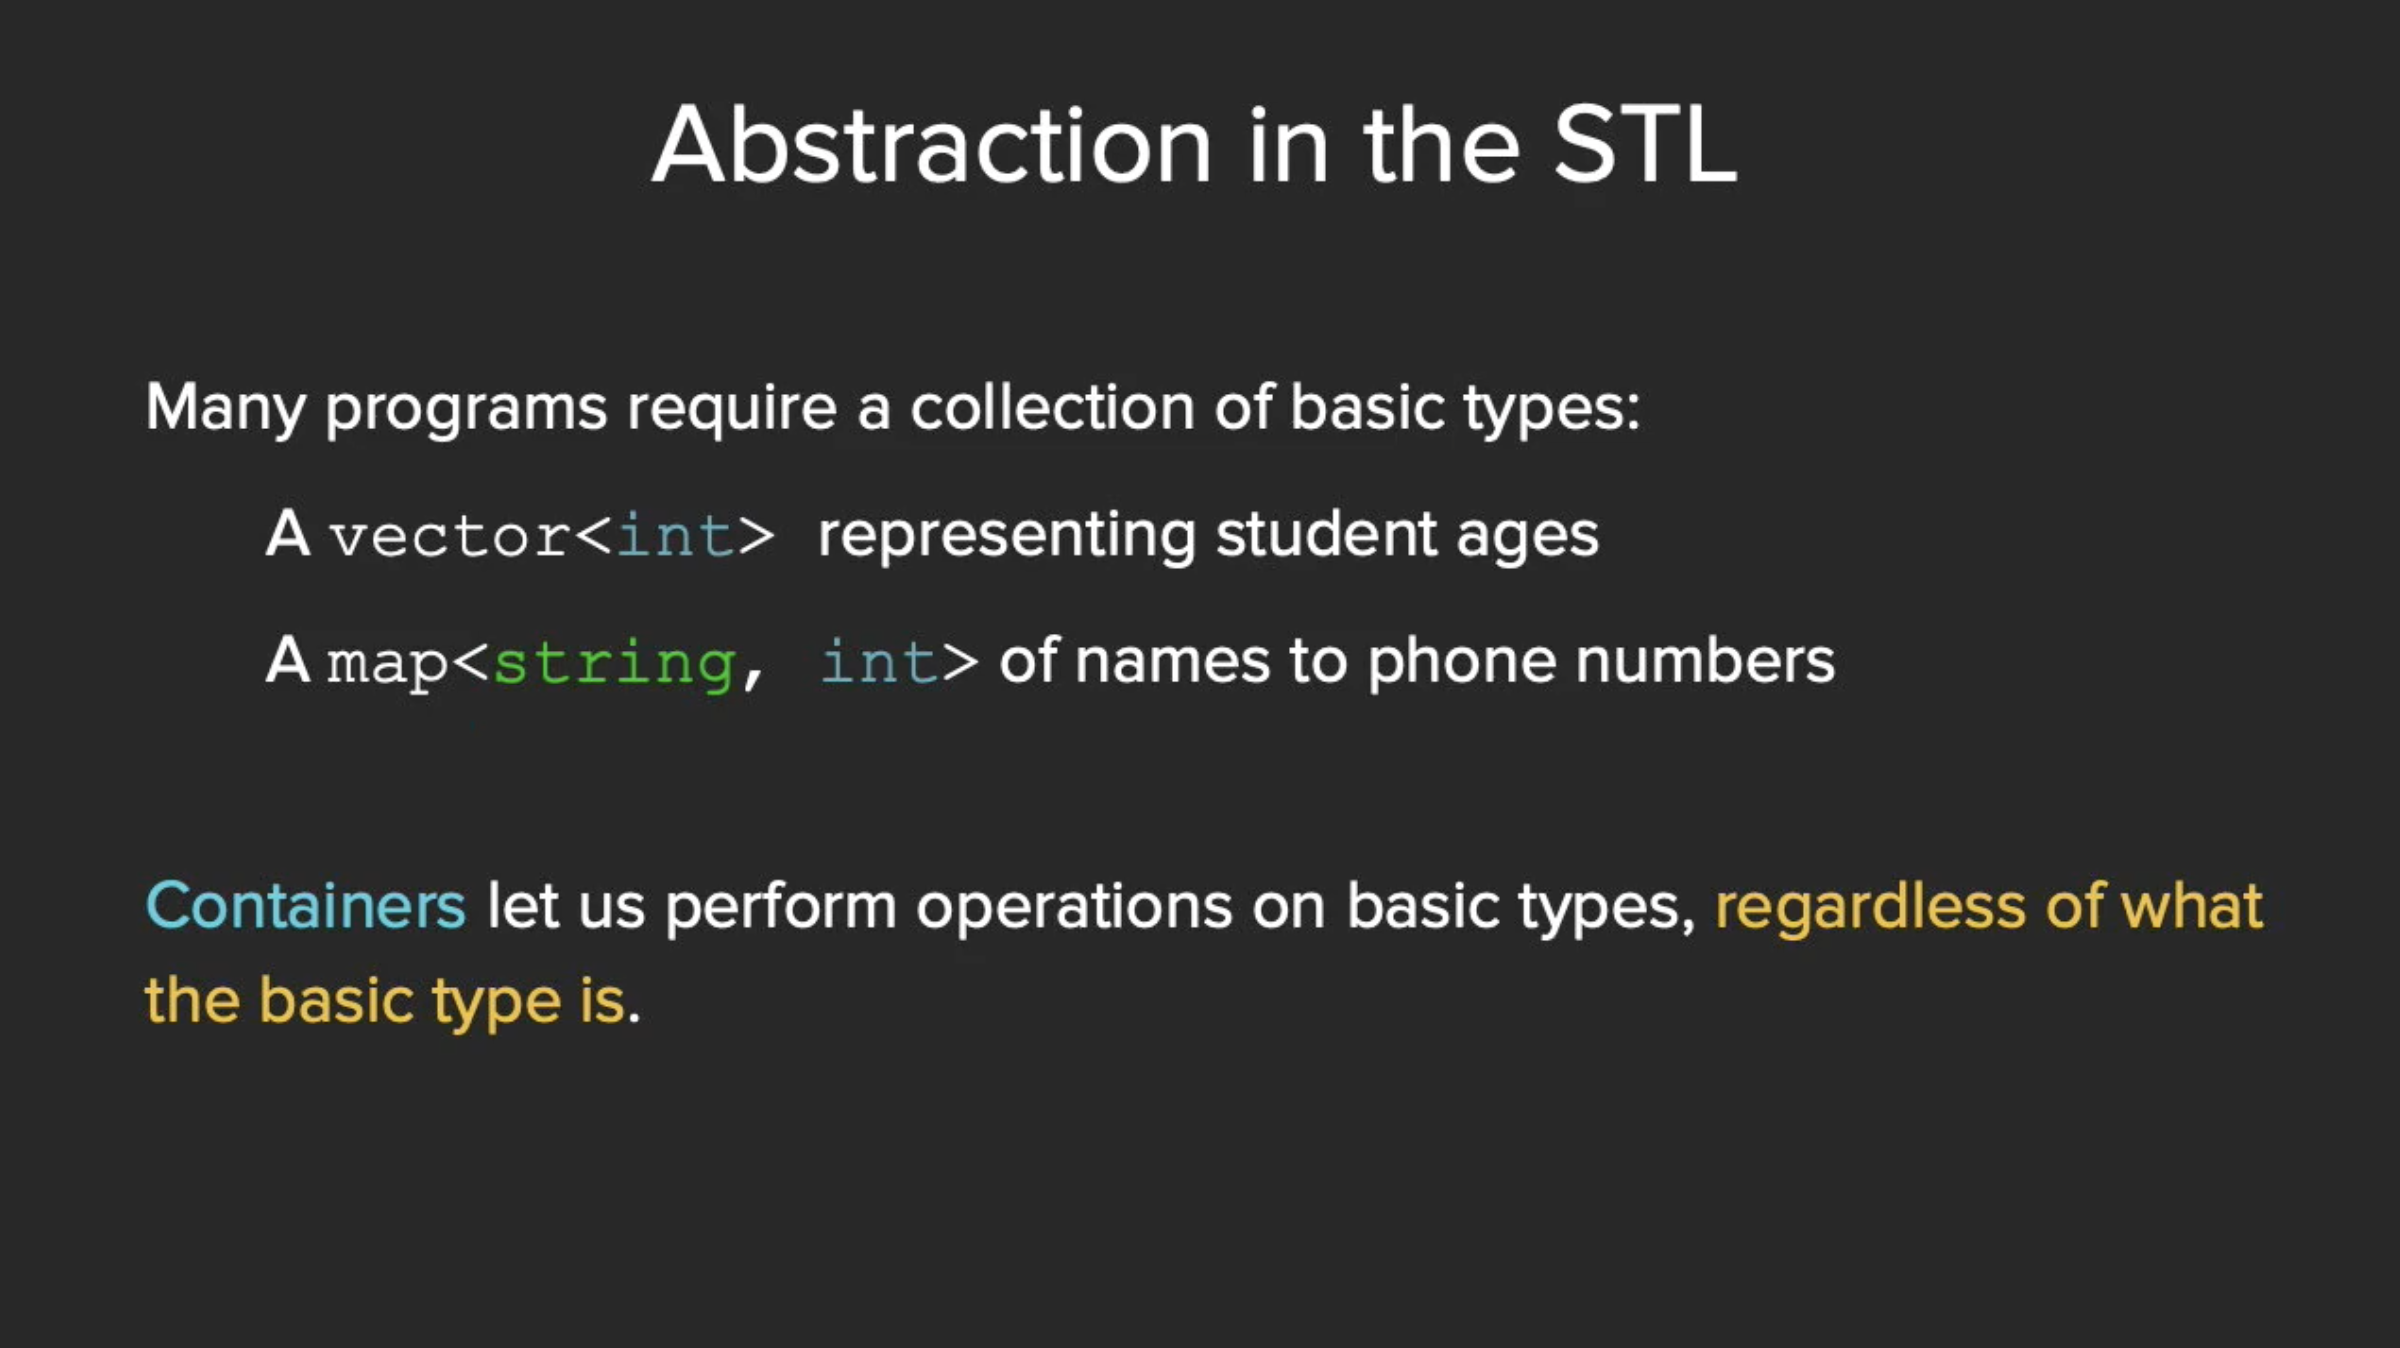 Abstraction in the STL
Many programs require a collection of basic types:
A vector<int> representing student ages
A map<string, int> of names to phone numbers
Containers let us perform operations on basic types, regardless of what
the basic type is.